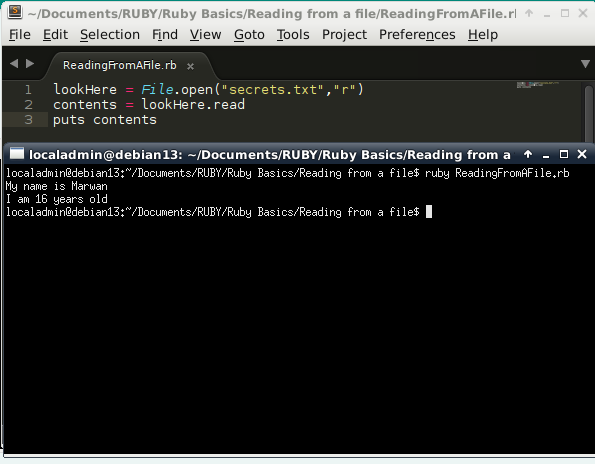 ~/Documents/RUBY/Ruby Basics/Reading from a file/ReadingFromAFile.rb
File Edit Selection Find View Goto Tools Project Preferences Help
ReadingFromAFile.rb ×
1 lookHere = File.open("secrets.txt","r")
2 contents = lookHere.read
3 puts contents
localadmin@debian13: ~/Documents/RUBY/Ruby Basics/Reading from a
localadmin@debian13:~/Documents/RUBY/Ruby Basics/Reading from a file$ ruby ReadingFromAFile.rb
My name is Marwan
I am 16 years old
localadmin@debian13:~/Documents/RUBY/Ruby Basics/Reading from a file$